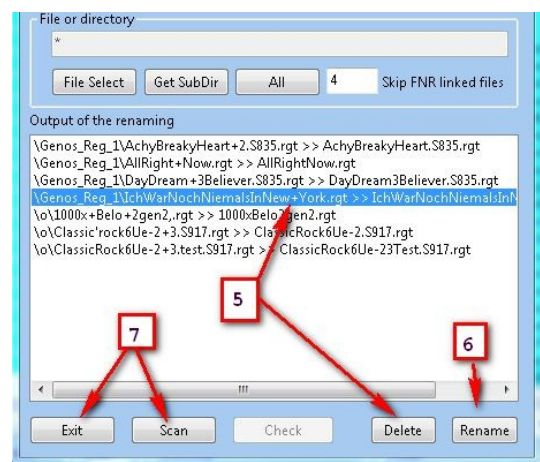 File or directory
*
File Select Get SubDir All 4 Skip FNR linked files
Output of the renaming
\Genos_Reg_1\AchyBreakyHeart+2.S835.rgt >> AchyBreakyHeart.S835.rgt
\Genos_Reg_1\AllRight+Now.rgt >> AllRightNow.rgt
\Genos_Reg_1\DayDream+3Believer.S835.rgt >> DayDream3Believer.S835.rgt
\Genos_Reg_1\IchWarNochNiemalsInNew+York.rgt >> IchWarNochNiemalsInN
\o\1000x+Belo+2gen2,.rgt >> 1000xBelo2gen2.rgt
\o\Classic'rock6Ue-2+3.S917.rgt >> ClassicRock6Ue-2.S917.rgt
\o\ClassicRock6Ue-2+3.test.S917.rgt >> ClassicRock6Ue-23Test.S917.rgt
5
7
6
Exit Scan Check Delete Rename